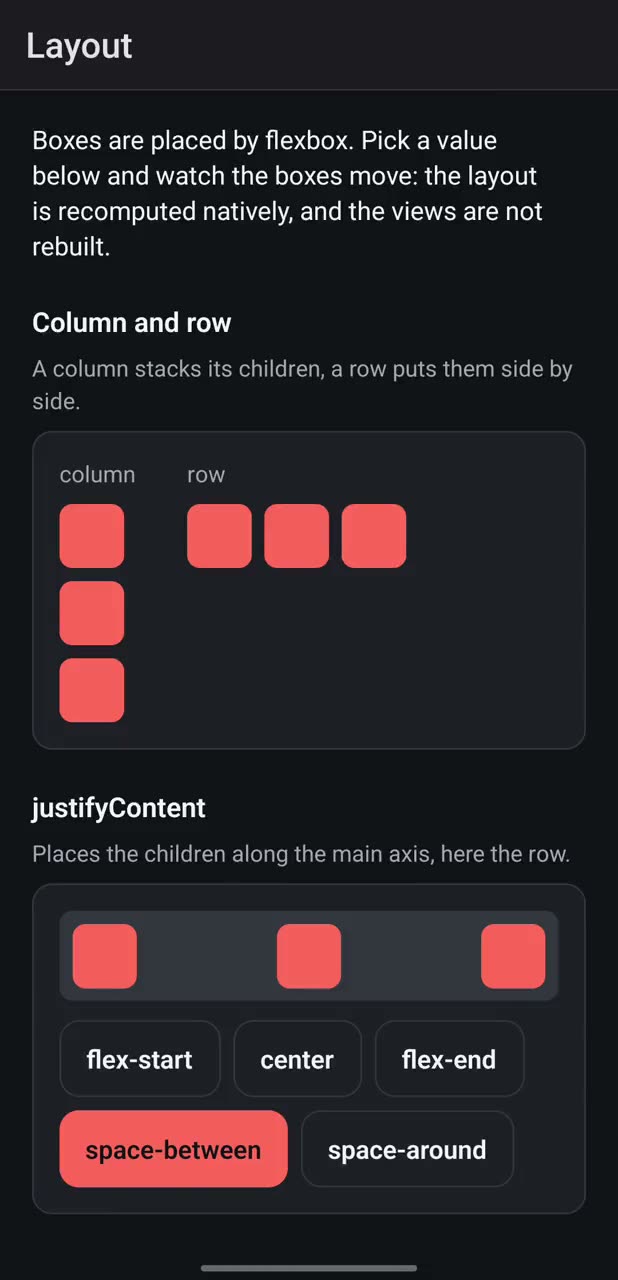 Layout
Boxes are placed by flexbox. Pick a value
below and watch the boxes move: the layout
is recomputed natively, and the views are not
rebuilt.
Column and row
A column stacks its children, a row puts them side by
side.
column row
justifyContent
Places the children along the main axis, here the row.
flex-start center flex-end
space-between space-around